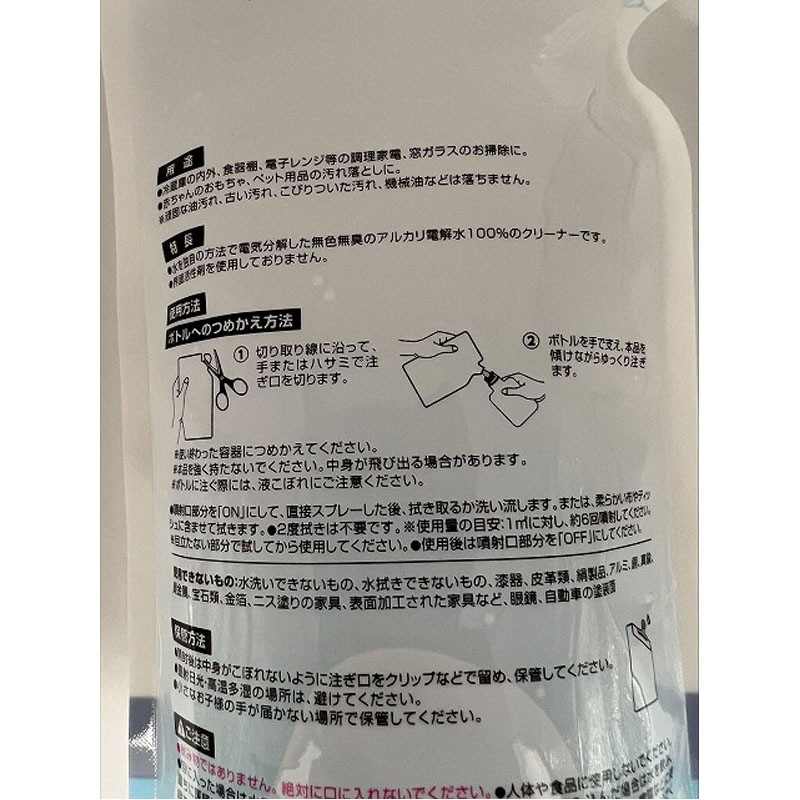 用途
●冷蔵庫の内外、食器棚、電子レンジ等の調理家電、窓ガラスのお掃除に。
●赤ちゃんのおもちゃ、ペット用品の汚れ落としに。
※頑固な油汚れ、古い汚れ、こびりついた汚れ、機械油などは落ちません。
特長
●水を独自の方法で電気分解した無色無臭のアルカリ電解水100%のクリーナーです。
●界面活性剤を使用しておりません。
使用方法
ボトルへのつめかえ方法
① 切り取り線に沿って、
手またはハサミで注
ぎ口を切ります。
② ボトルを手で支え、本品を
傾けながらゆっくり注ぎ
ます。
※使い終わった容器につめかえてください。
※本品を強く持たないでください。中身が飛び出る場合があります。
※ボトルに注ぐ際には、液こぼれにご注意ください。
●噴射口部分を「ON」にして、直接スプレーした後、拭き取るか洗い流します。または、柔らかい布やティッ
シュに含ませて拭きます。●2度拭きは不要です。※使用量の目安:1㎡に対し、約6回噴射してください。
※目立たない部分で試してから使用してください。●使用後は噴射口部分を「OFF」にしてください。
使用できないもの:水洗いできないもの、水拭きできないもの、漆器、皮革類、絹製品、アルミ、銅、真鍮、
貴金属、宝石類、金箔、ニス塗りの家具、表面加工された家具など、眼鏡、自動車の塗装面
保管方法
●開封後は中身がこぼれないように注ぎ口をクリップなどで留め、保管してください。
●直射日光・高温多湿の場所は、避けてください。
●小さなお子様の手が届かない場所で保管してください。
ご注意
●飲み物ではありません。絶対に口に入れないでください。●人体や食品に使用しないでください。